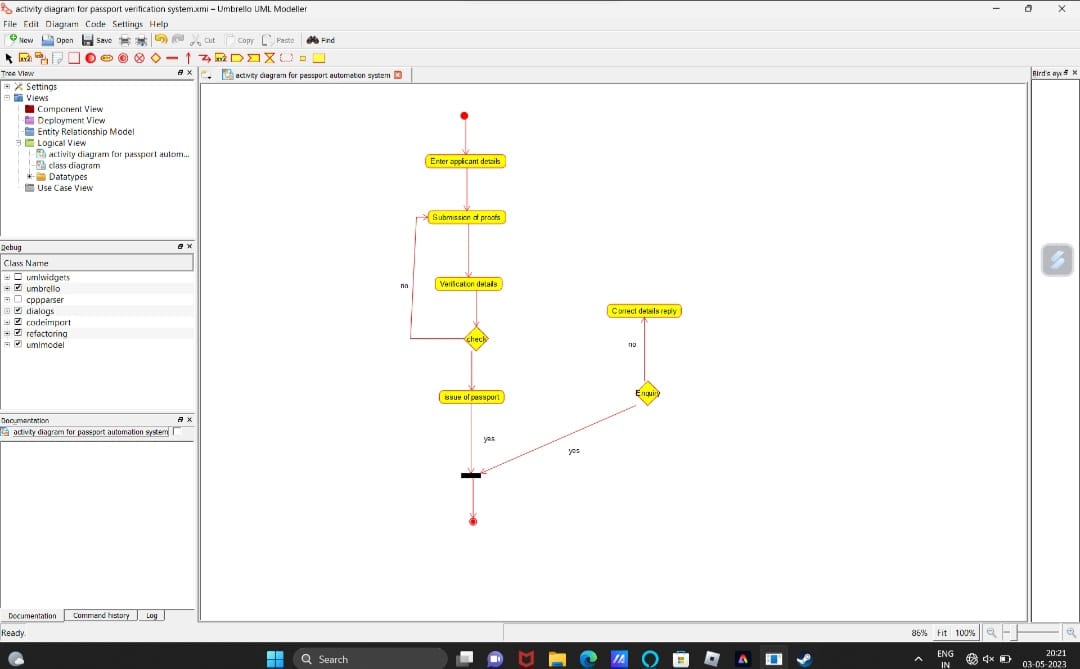 activity diagram for passport verification system.xmi – Umbrello UML Modeller
File Edit Diagram Code Settings Help
New Open Save Cut Copy Paste Find
Tree View
activity diagram for passport automation system
Bird's eye
Settings
Views
Component View
Deployment View
Entity Relationship Model
Logical View
activity diagram for passport autom...
class diagram
Datatypes
Use Case View
Debug
Class Name
umlwidgets
umbrello
cppparser
dialogs
codeimport
refactoring
umlmodel
Documentation
activity diagram for passport automation system
Documentation Command history Log
Enter applicant details
Submission of proofs
no
Verification details
check
issue of passport
yes
Correct details reply
no
Enquiry
yes
Ready.
86% Fit 100%
Search
ENG
IN
20:21
03-05-2023